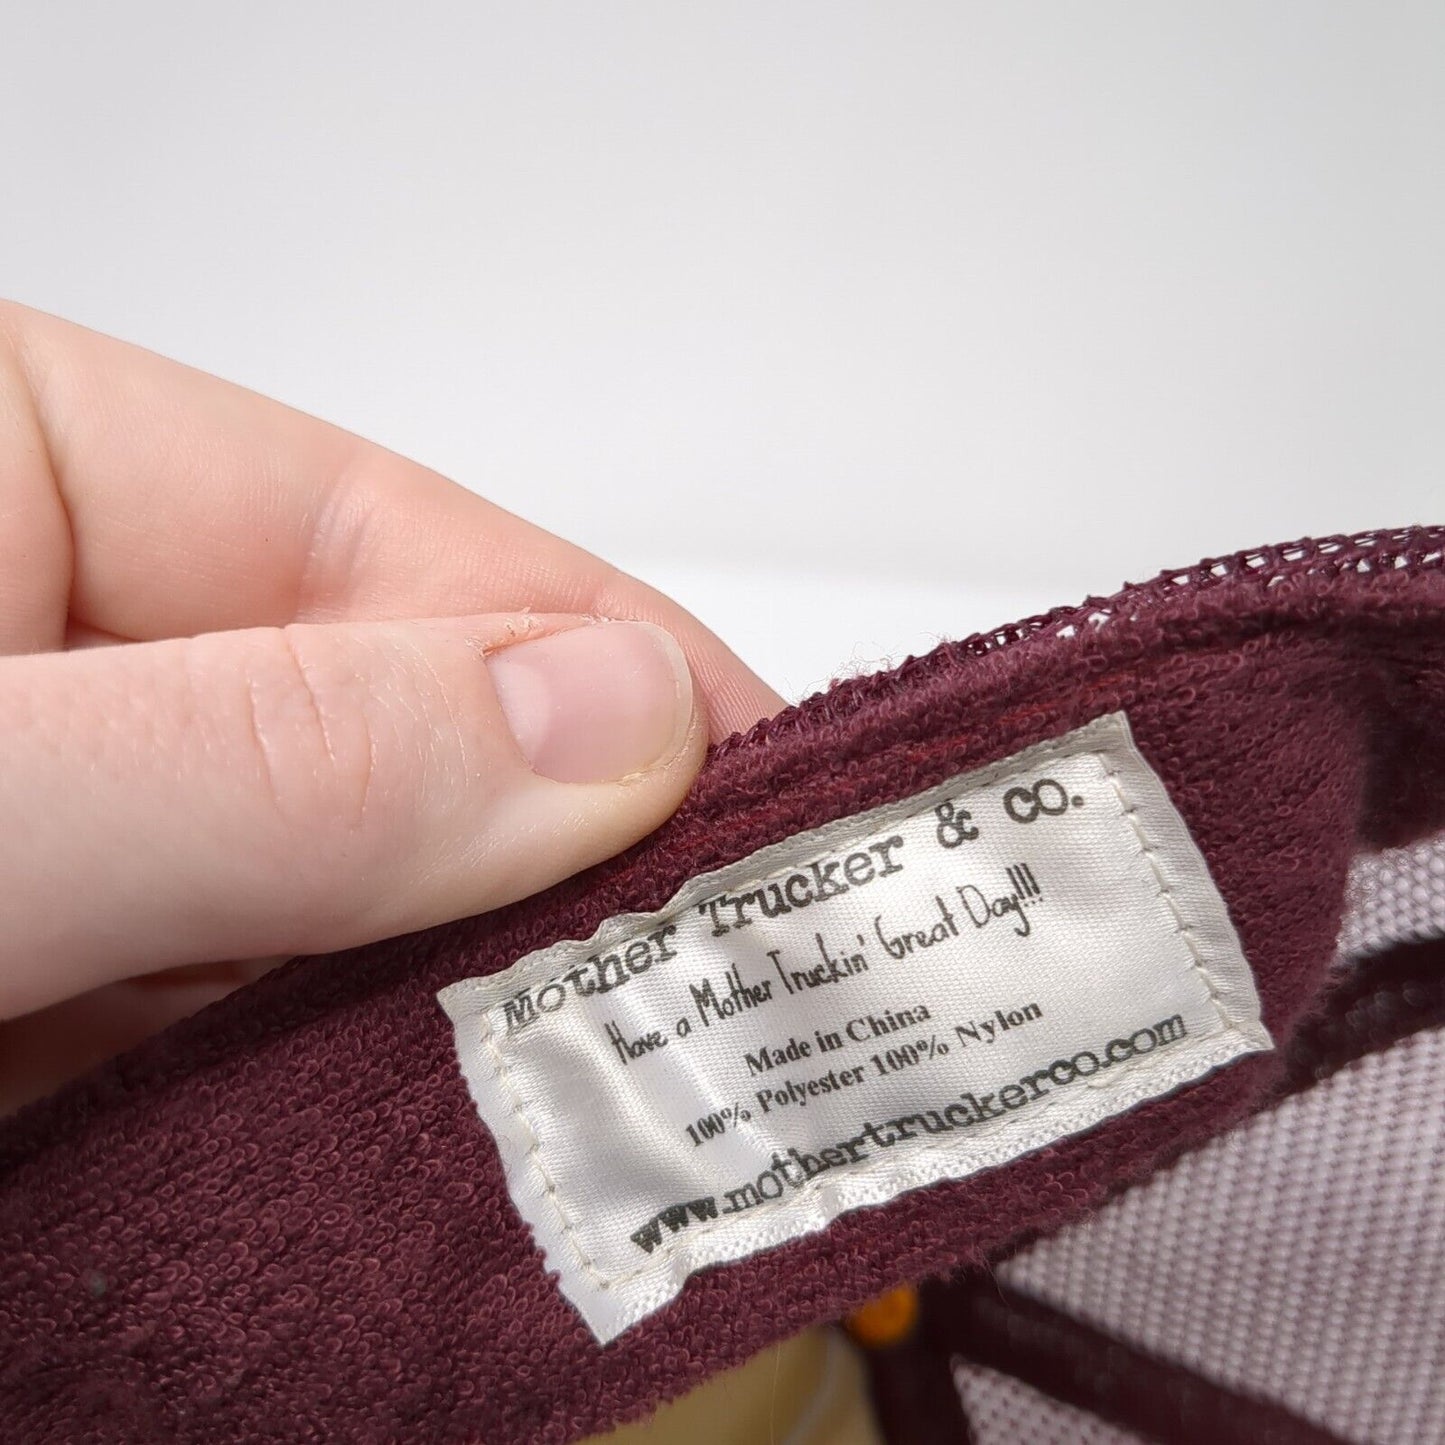 Mother Trucker & co.
Have a Mother Truckin' Great Day!!!
Made in China
100% Polyester 100% Nylon
www.mothertruckerco.com